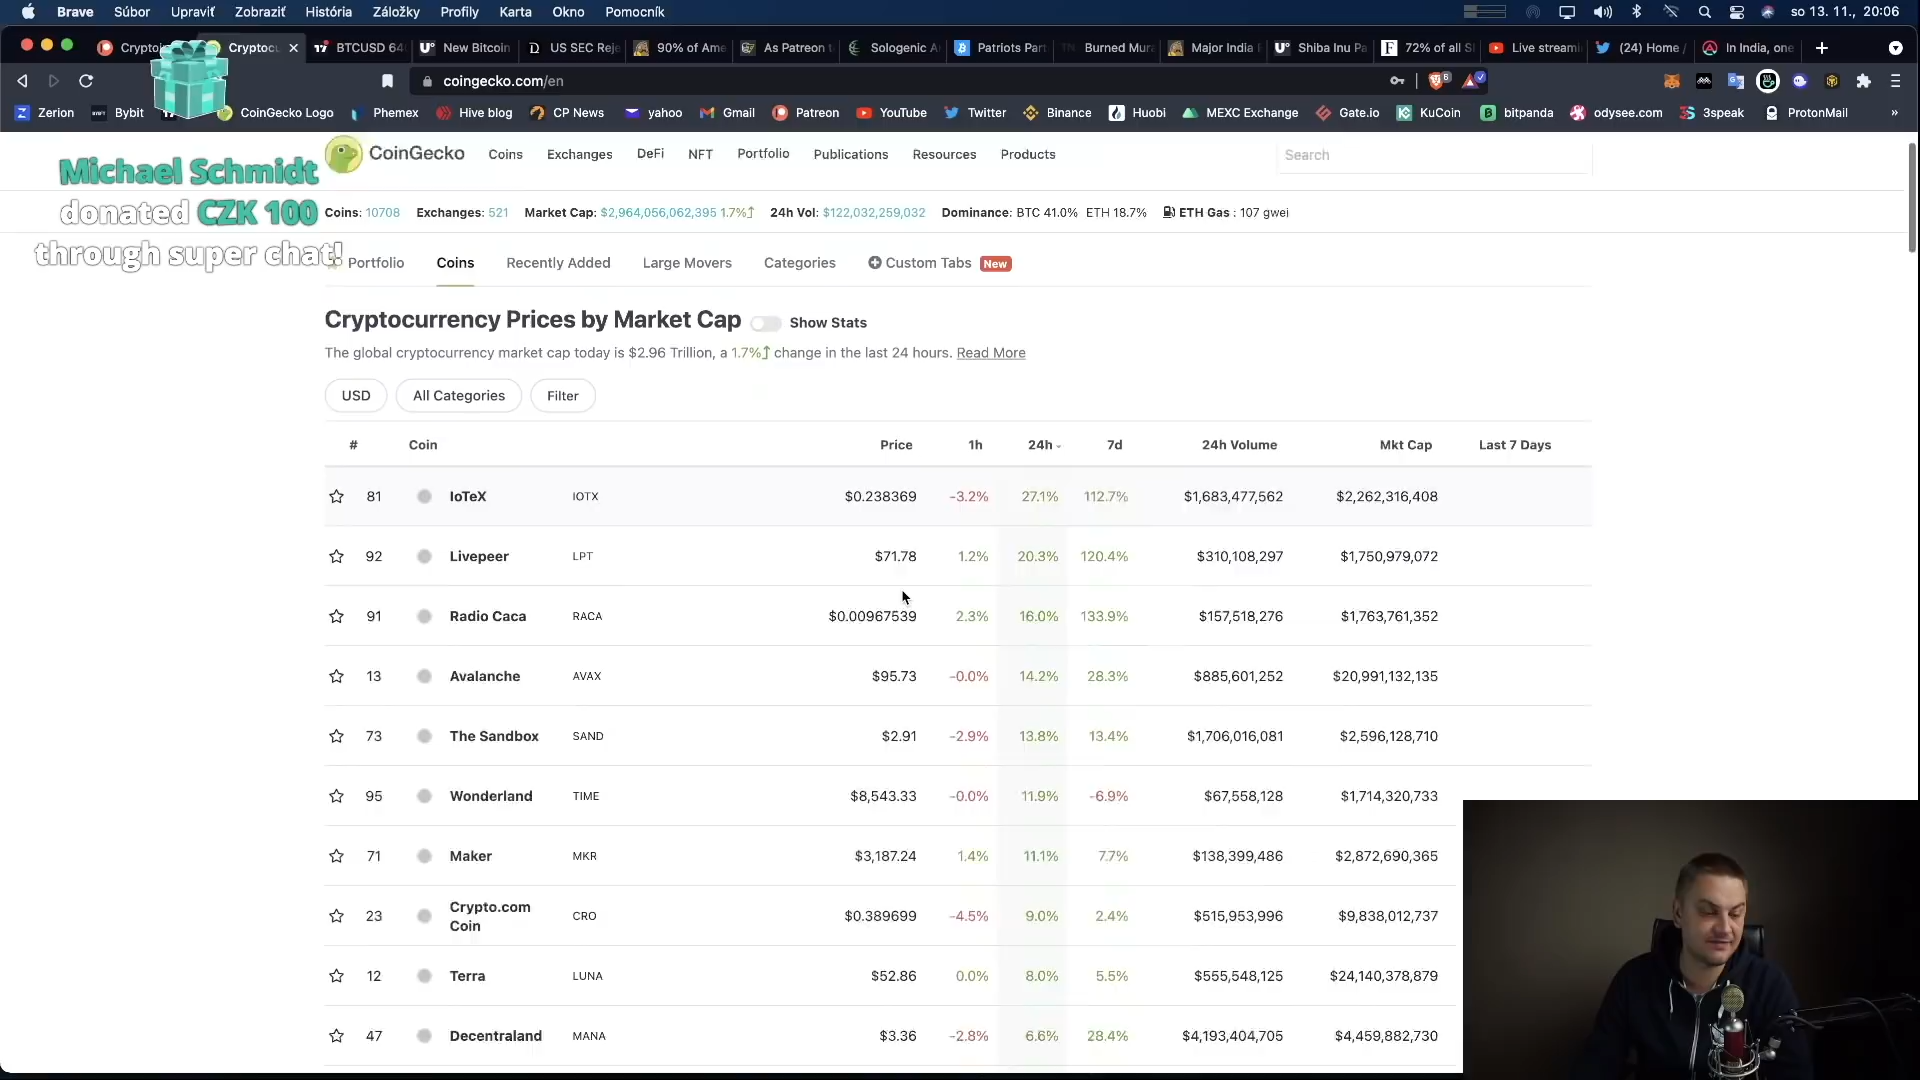 Brave Súbor Upraviť Zobraziť História Záložky Profily Karta Okno Pomocník so 13. 11., 20:06
Cryptocu BTCUSD 64 New Bitcoin US SEC Reje 90% of Ame As Patreon t Sologenic A Patriots Part Burned Mur Major India Shiba Inu Pa 72% of all S Live streami (24) Home / In India, one
coingecko.com/en
Zerion Bybit CoinGecko Logo Phemex Hive blog CP News yahoo Gmail Patreon YouTube Twitter Binance Huobi MEXC Exchange Gate.io KuCoin bitpanda odysee.com 3speak ProtonMail »
CoinGecko Coins Exchanges DeFi NFT Portfolio Publications Resources Products Search
Michael Schmidt
donated CZK 100
through super chat!
Coins: 10708 Exchanges: 521 Market Cap: $2,964,056,062,395 1.7% 24h Vol: $122,032,259,032 Dominance: BTC 41.0% ETH 18.7% ETH Gas : 107 gwei
Portfolio Coins Recently Added Large Movers Categories Custom Tabs New
Cryptocurrency Prices by Market Cap Show Stats
The global cryptocurrency market cap today is $2.96 Trillion, a 1.7% change in the last 24 hours. Read More
USD All Categories Filter
# Coin Price 1h 24h 7d 24h Volume Mkt Cap Last 7 Days
81 IoTeX IOTX $0.238369 -3.2% 27.1% 112.7% $1,683,477,562 $2,262,316,408
92 Livepeer LPT $71.78 1.2% 20.3% 120.4% $310,108,297 $1,750,979,072
91 Radio Caca RACA $0.00967539 2.3% 16.0% 133.9% $157,518,276 $1,763,761,352
13 Avalanche AVAX $95.73 -0.0% 14.2% 28.3% $885,601,252 $20,991,132,135
73 The Sandbox SAND $2.91 -2.9% 13.8% 13.4% $1,706,016,081 $2,596,128,710
95 Wonderland TIME $8,543.33 -0.0% 11.9% -6.9% $67,558,128 $1,714,320,733
71 Maker MKR $3,187.24 1.4% 11.1% 7.7% $138,399,486 $2,872,690,365
23 Crypto.com Coin CRO $0.389699 -4.5% 9.0% 2.4% $515,953,996 $9,838,012,737
12 Terra LUNA $52.86 0.0% 8.0% 5.5% $555,548,125 $24,140,378,879
47 Decentraland MANA $3.36 -2.8% 6.6% 28.4% $4,193,404,705 $4,459,882,730